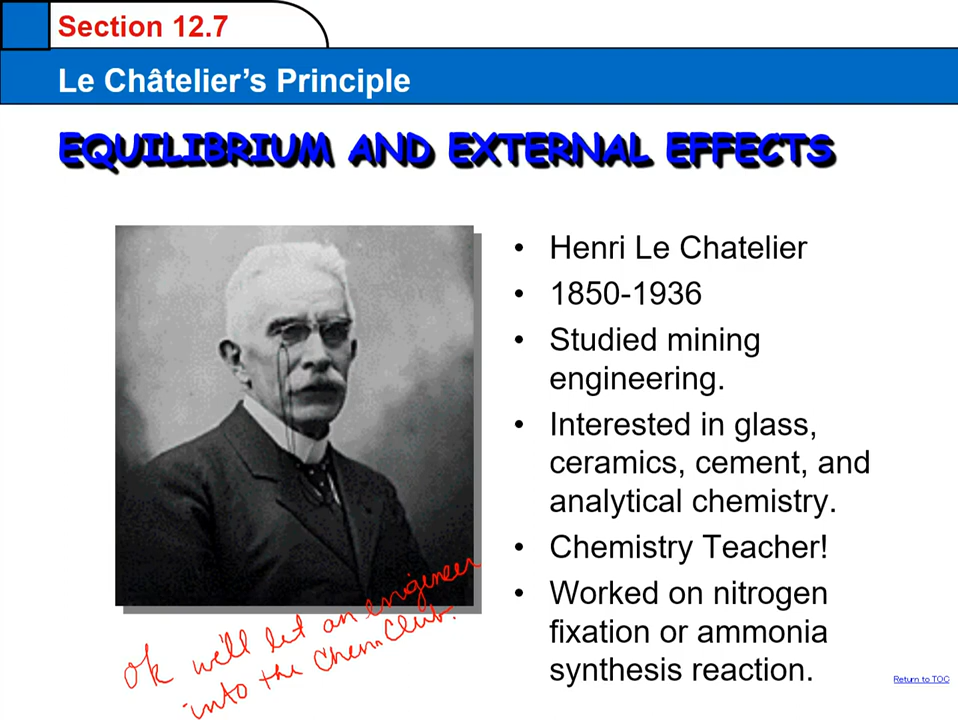 Section 12.7
Le Châtelier's Principle
EQUILIBRIUM AND EXTERNAL EFFECTS
• Henri Le Chatelier
• 1850-1936
• Studied mining
engineering.
• Interested in glass,
ceramics, cement, and
analytical chemistry.
• Chemistry Teacher!
• Worked on nitrogen
fixation or ammonia
synthesis reaction.
Ok we'll let an engineer
into the Chem. Club.
Return to TOC